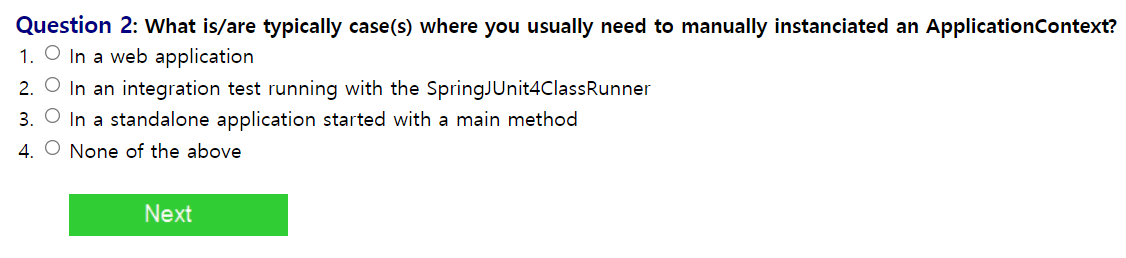 Question 2: What is/are typically case(s) where you usually need to manually instanciated an ApplicationContext?
1. In a web application
2. In an integration test running with the SpringJUnit4ClassRunner
3. In a standalone application started with a main method
4. None of the above
Next